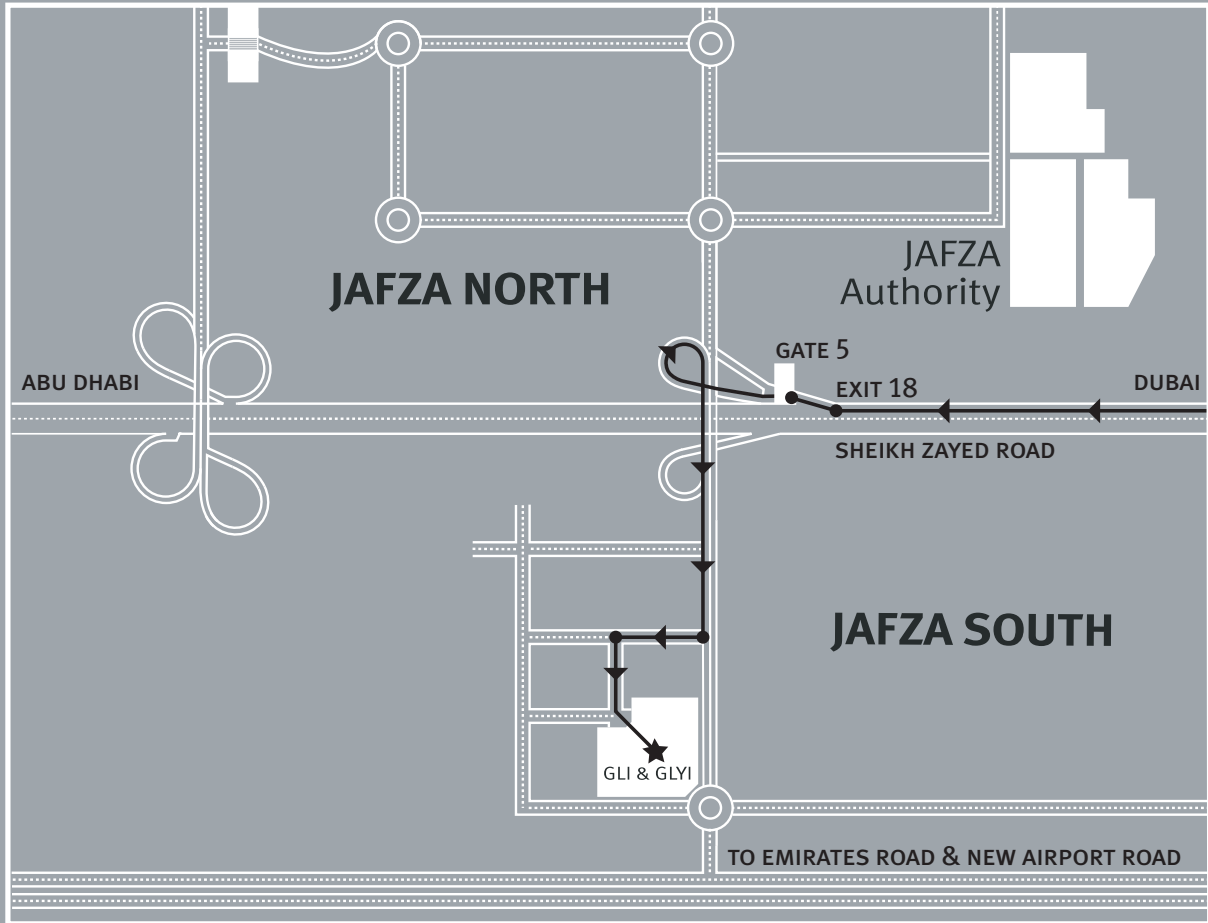 JAFZA
Authority
JAFZA NORTH
GATE 5
ABU DHABI
EXIT 18
DUBAI
SHEIKH ZAYED ROAD
JAFZA SOUTH
GLI & GLYI
TO EMIRATES ROAD & NEW AIRPORT ROAD